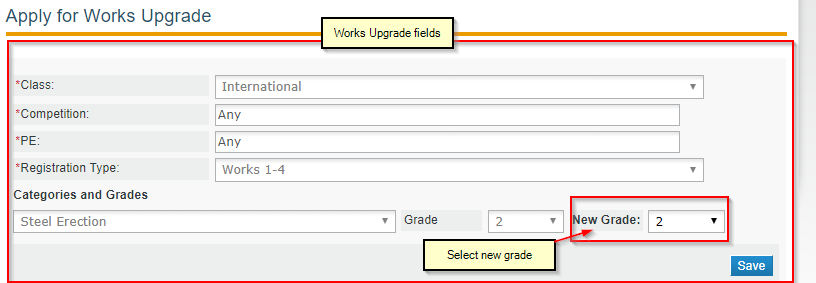 Apply for Works Upgrade
Works Upgrade fields
*Class: International
*Competition: Any
*PE: Any
*Registration Type: Works 1-4
Categories and Grades
Steel Erection Grade 2 New Grade: 2
Select new grade
Save